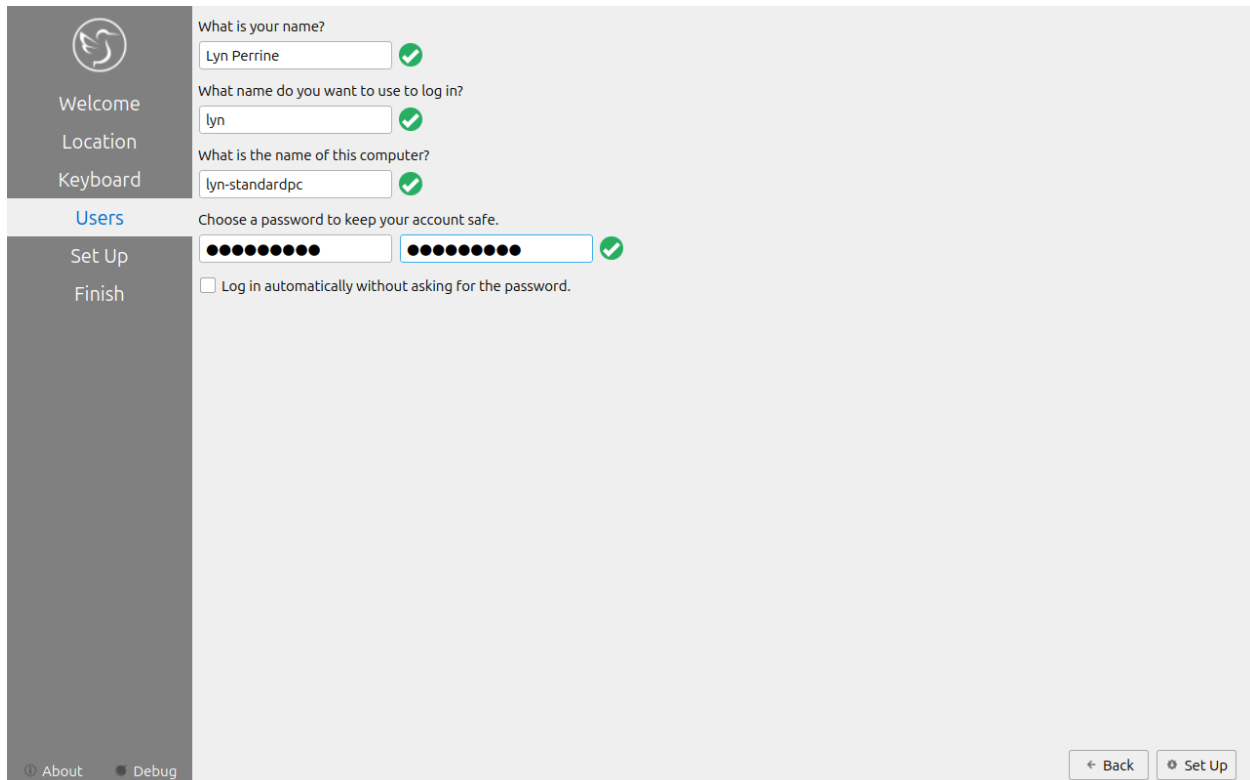 Welcome
Location
Keyboard
Users
Set Up
Finish
About
Debug
What is your name?
Lyn Perrine
What name do you want to use to log in?
lyn
What is the name of this computer?
lyn-standardpc
Choose a password to keep your account safe.
●●●●●●●●● ●●●●●●●●●
Log in automatically without asking for the password.
Back
Set Up